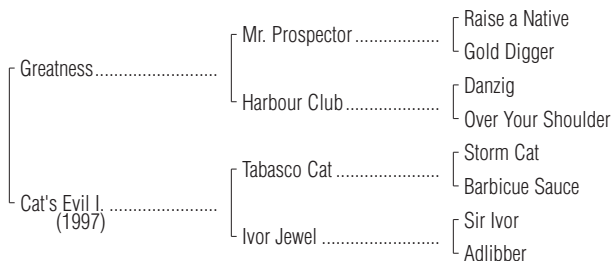 Raise a Native
Mr. Prospector....................
Gold Digger
Greatness.............................
Danzig
Harbour Club......................
Over Your Shoulder
Storm Cat
Tabasco Cat .........................
Barbicue Sauce
Cat's Evil I. ..........................
(1997)
Sir Ivor
Ivor Jewel ............................
Adlibber